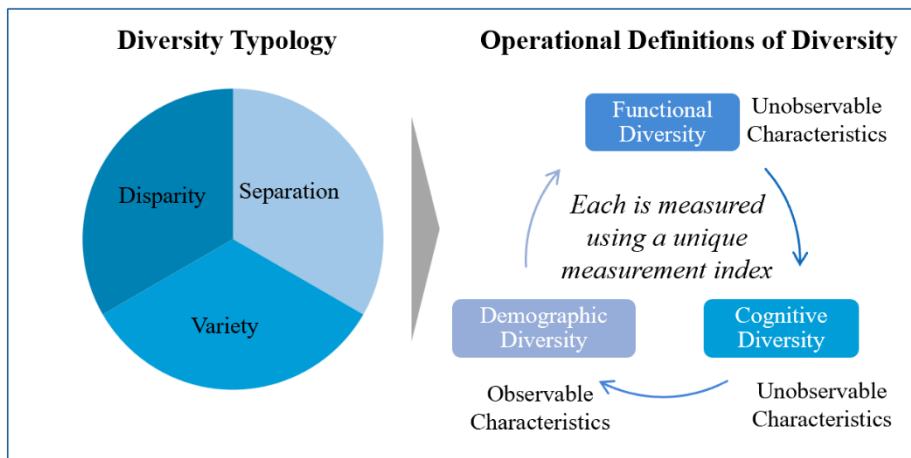 Diversity Typology
Disparity
Separation
Variety
Operational Definitions of Diversity
Functional
Diversity
Unobservable
Characteristics
Each is measured
using a unique
measurement index
Demographic
Diversity
Observable
Characteristics
Cognitive
Diversity
Unobservable
Characteristics